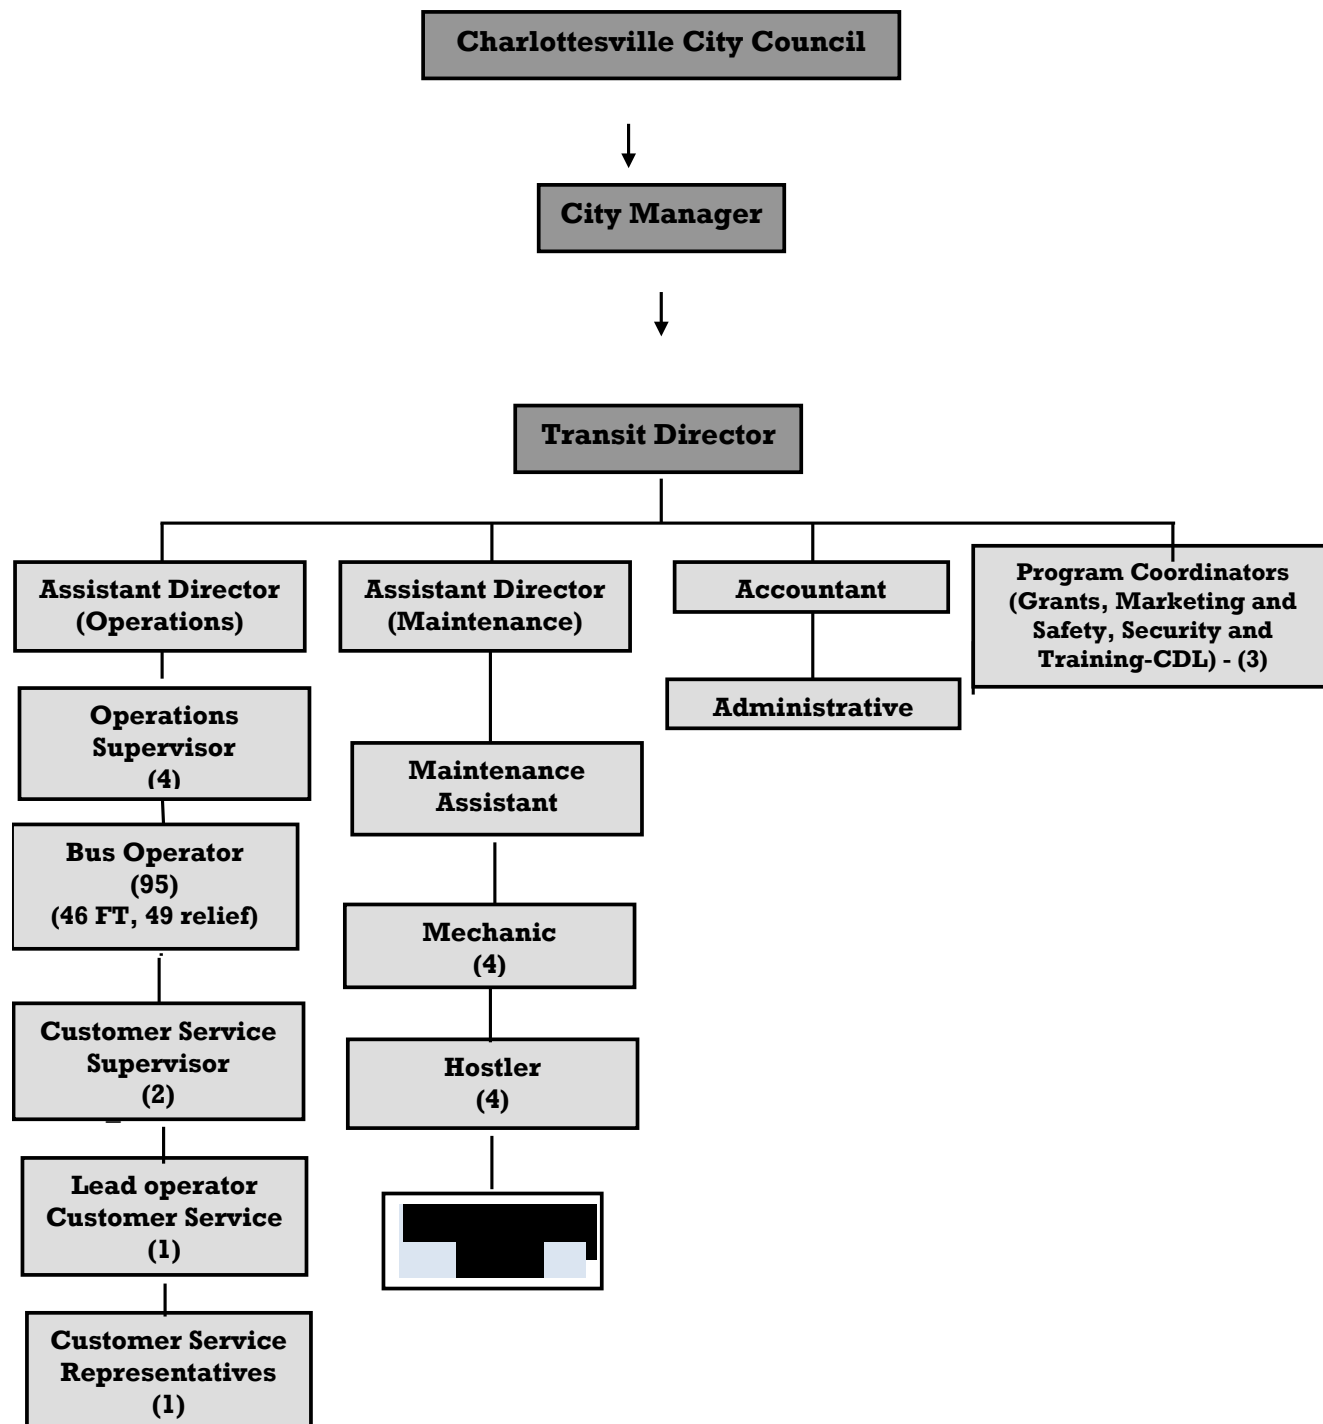 Charlottesville City Council
City Manager
Transit Director
Assistant Director
(Operations)
Operations
Supervisor
(4)
Bus Operator
(95)
(46 FT, 49 relief)
Customer Service
Supervisor
(2)
Lead operator
Customer Service
(1)
Customer Service
Representatives
(1)
Assistant Director
(Maintenance)
Maintenance
Assistant
Mechanic
(4)
Hostler
(4)
Accountant
Administrative
Program Coordinators
(Grants, Marketing and
Safety, Security and
Training-CDL) - (3)